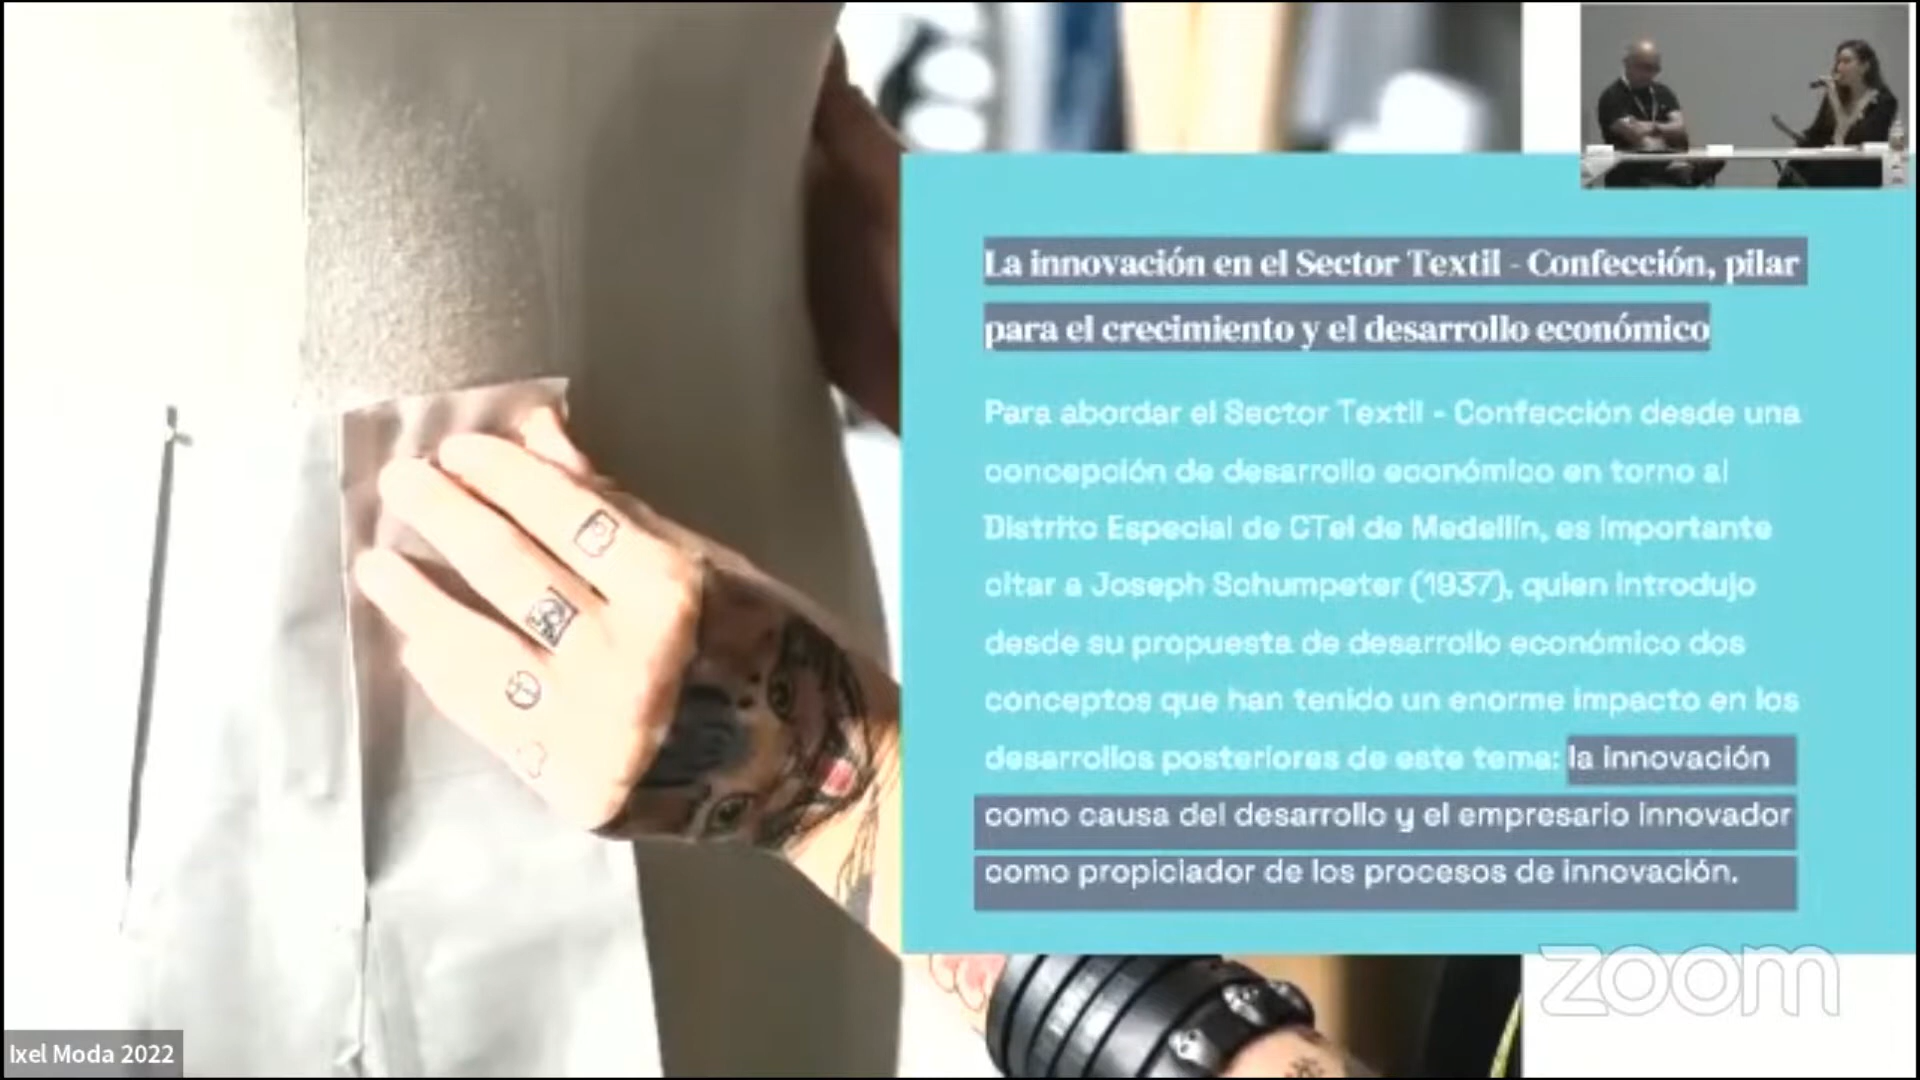 La innovación en el Sector Textil - Confección, pilar
para el crecimiento y el desarrollo económico
Para abordar el Sector Textil - Confección desde una
concepción de desarrollo económico en torno al
Distrito Especial de CTeI de Medellín, es importante
citar a Joseph Schumpeter (1937), quien introdujo
desde su propuesta de desarrollo económico dos
conceptos que han tenido un enorme impacto en los
desarrollos posteriores de este tema: la innovación
como causa del desarrollo y el empresario innovador
como propiciador de los procesos de innovación.
zoom
Ixel Moda 2022